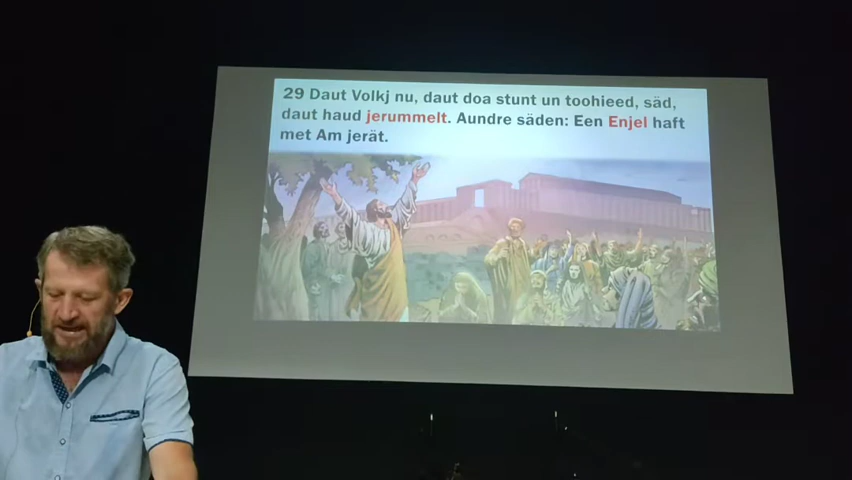 29 Daut Volkj nu, daut doa stunt un toohieed, säd,
daut haud jerummelt. Aundre säden: Een Enjel haft
met Am jerät.